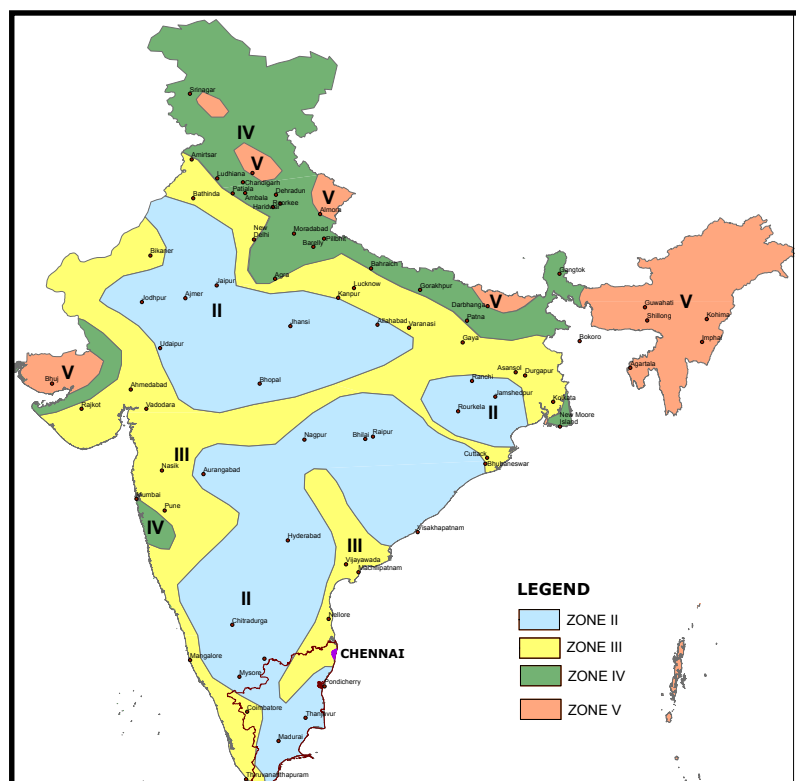 Srinagar
IV
Amirtsar
V
Ludhiana
Chandigarh
Patiala
Ambala
Dehradun
Roorkee
Haridwar
Bathinda
V
Almora
New
Delhi
Moradabad
Pilibhit
Bareilly
Bikaner
Bahraich
Agra
Gangtok
Jaipur
Lucknow
Gorakhpur
Ajmer
Kanpur
Jodhpur
II
Darbhanga
V
Guwahati
V
Jhansi
Allahabad
Varanasi
Patna
Shillong
Kohima
Udaipur
Gaya
Bokoro
Imphal
V
Bhuj
Ahmedabad
Bhopal
Asansol
Durgapur
Agartala
Ranchi
Rajkot
Vadodara
Jamshedpur
Rourkela
II
Kolkata
New Moore
Island
Nagpur
Bhilai
Raipur
III
Nasik
Aurangabad
Cuttack
Bhubaneswar
Mumbai
Pune
IV
Hyderabad
III
Visakhapatnam
Vijayawada
Machilipatnam
II
LEGEND
Chitradurga
Nellore
ZONE II
ZONE III
ZONE IV
ZONE V
CHENNAI
Mangalore
Mysore
Pondicherry
Coimbatore
Thanjavur
Madurai
Thiruvananthapuram